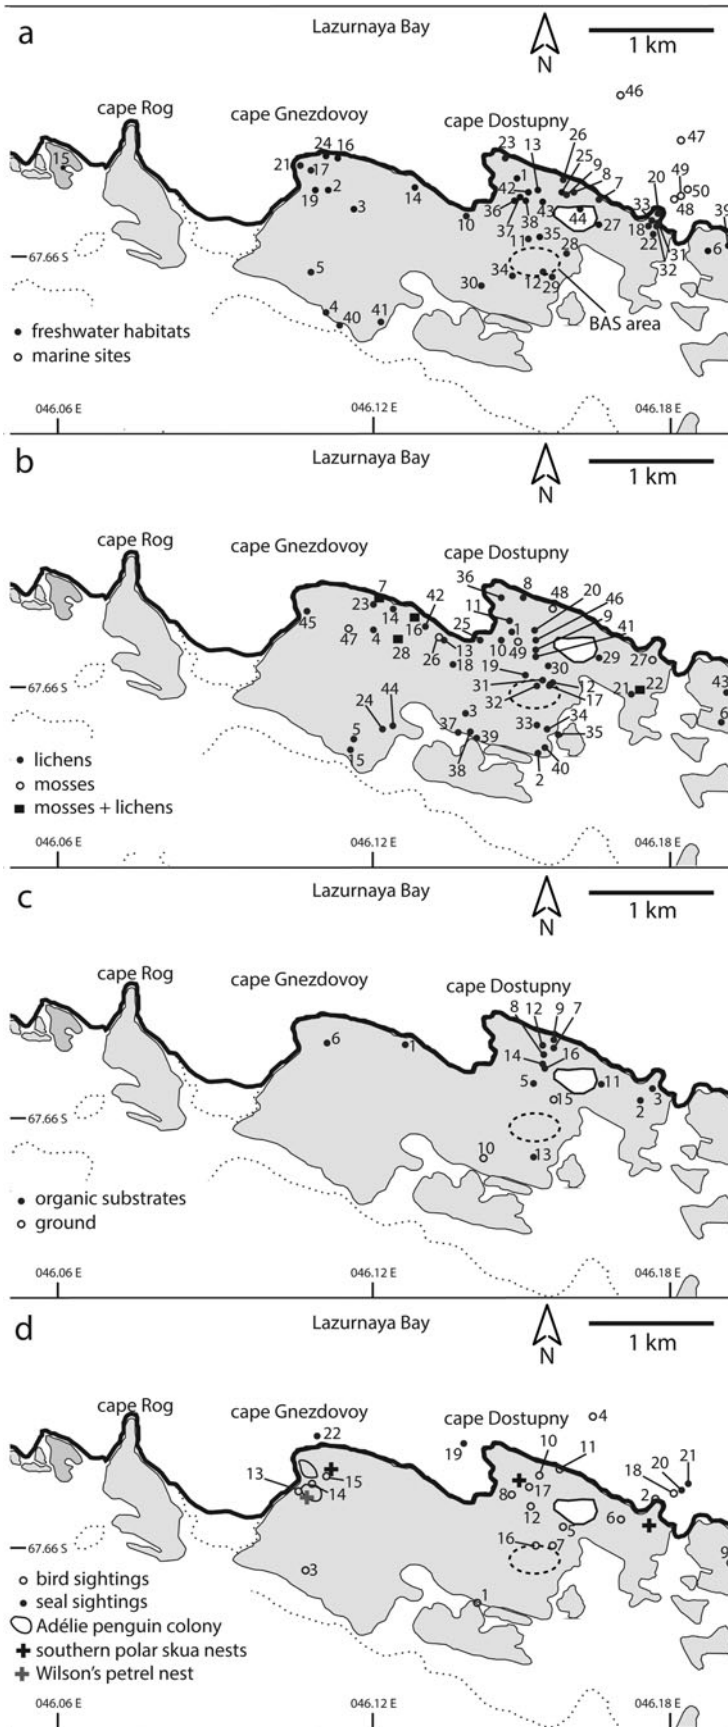 a
Lazurnaya Bay
1 km
N
46
cape Rog
cape Gnezdovoy
cape Dostupny
26
47
24 16
23
13
25
9
15
21
17
1
8
7
20
49
50
19
2
14
42
33
48
39
3
36
43
44
10
37
38
27
18
31
6
11
35
22
32
67.66 S
28
5
34
12
29
30
BAS area
4
40
41
freshwater habitats
marine sites
046.06 E
046.12 E
046.18 E
b
Lazurnaya Bay
1 km
N
cape Rog
cape Gnezdovoy
cape Dostupny
7
36
8
48
20
46
23
42
11
9
45
14
25
1
41
47
4
16
10
49
28
26
13
29
27
18
30
19
22
67.66 S
31
12
21
43
32
17
24
44
3
6
5
37
33
34
39
35
15
38
40
2
lichens
mosses
mosses + lichens
046.06 E
046.12 E
046.18 E
c
Lazurnaya Bay
1 km
N
cape Rog
cape Gnezdovoy
cape Dostupny
8
12
9
7
6
1
14
16
5
11
3
15
2
67.66 S
10
13
organic substrates
ground
046.06 E
046.12 E
046.18 E
d
Lazurnaya Bay
1 km
N
cape Rog
cape Gnezdovoy
cape Dostupny
4
22
19
10
11
21
20
13
15
18
14
17
8
2
12
6
5
67.66 S
16
7
9
3
1
bird sightings
seal sightings
Adélie penguin colony
southern polar skua nests
Wilson's petrel nest
046.06 E
046.12 E
046.18 E